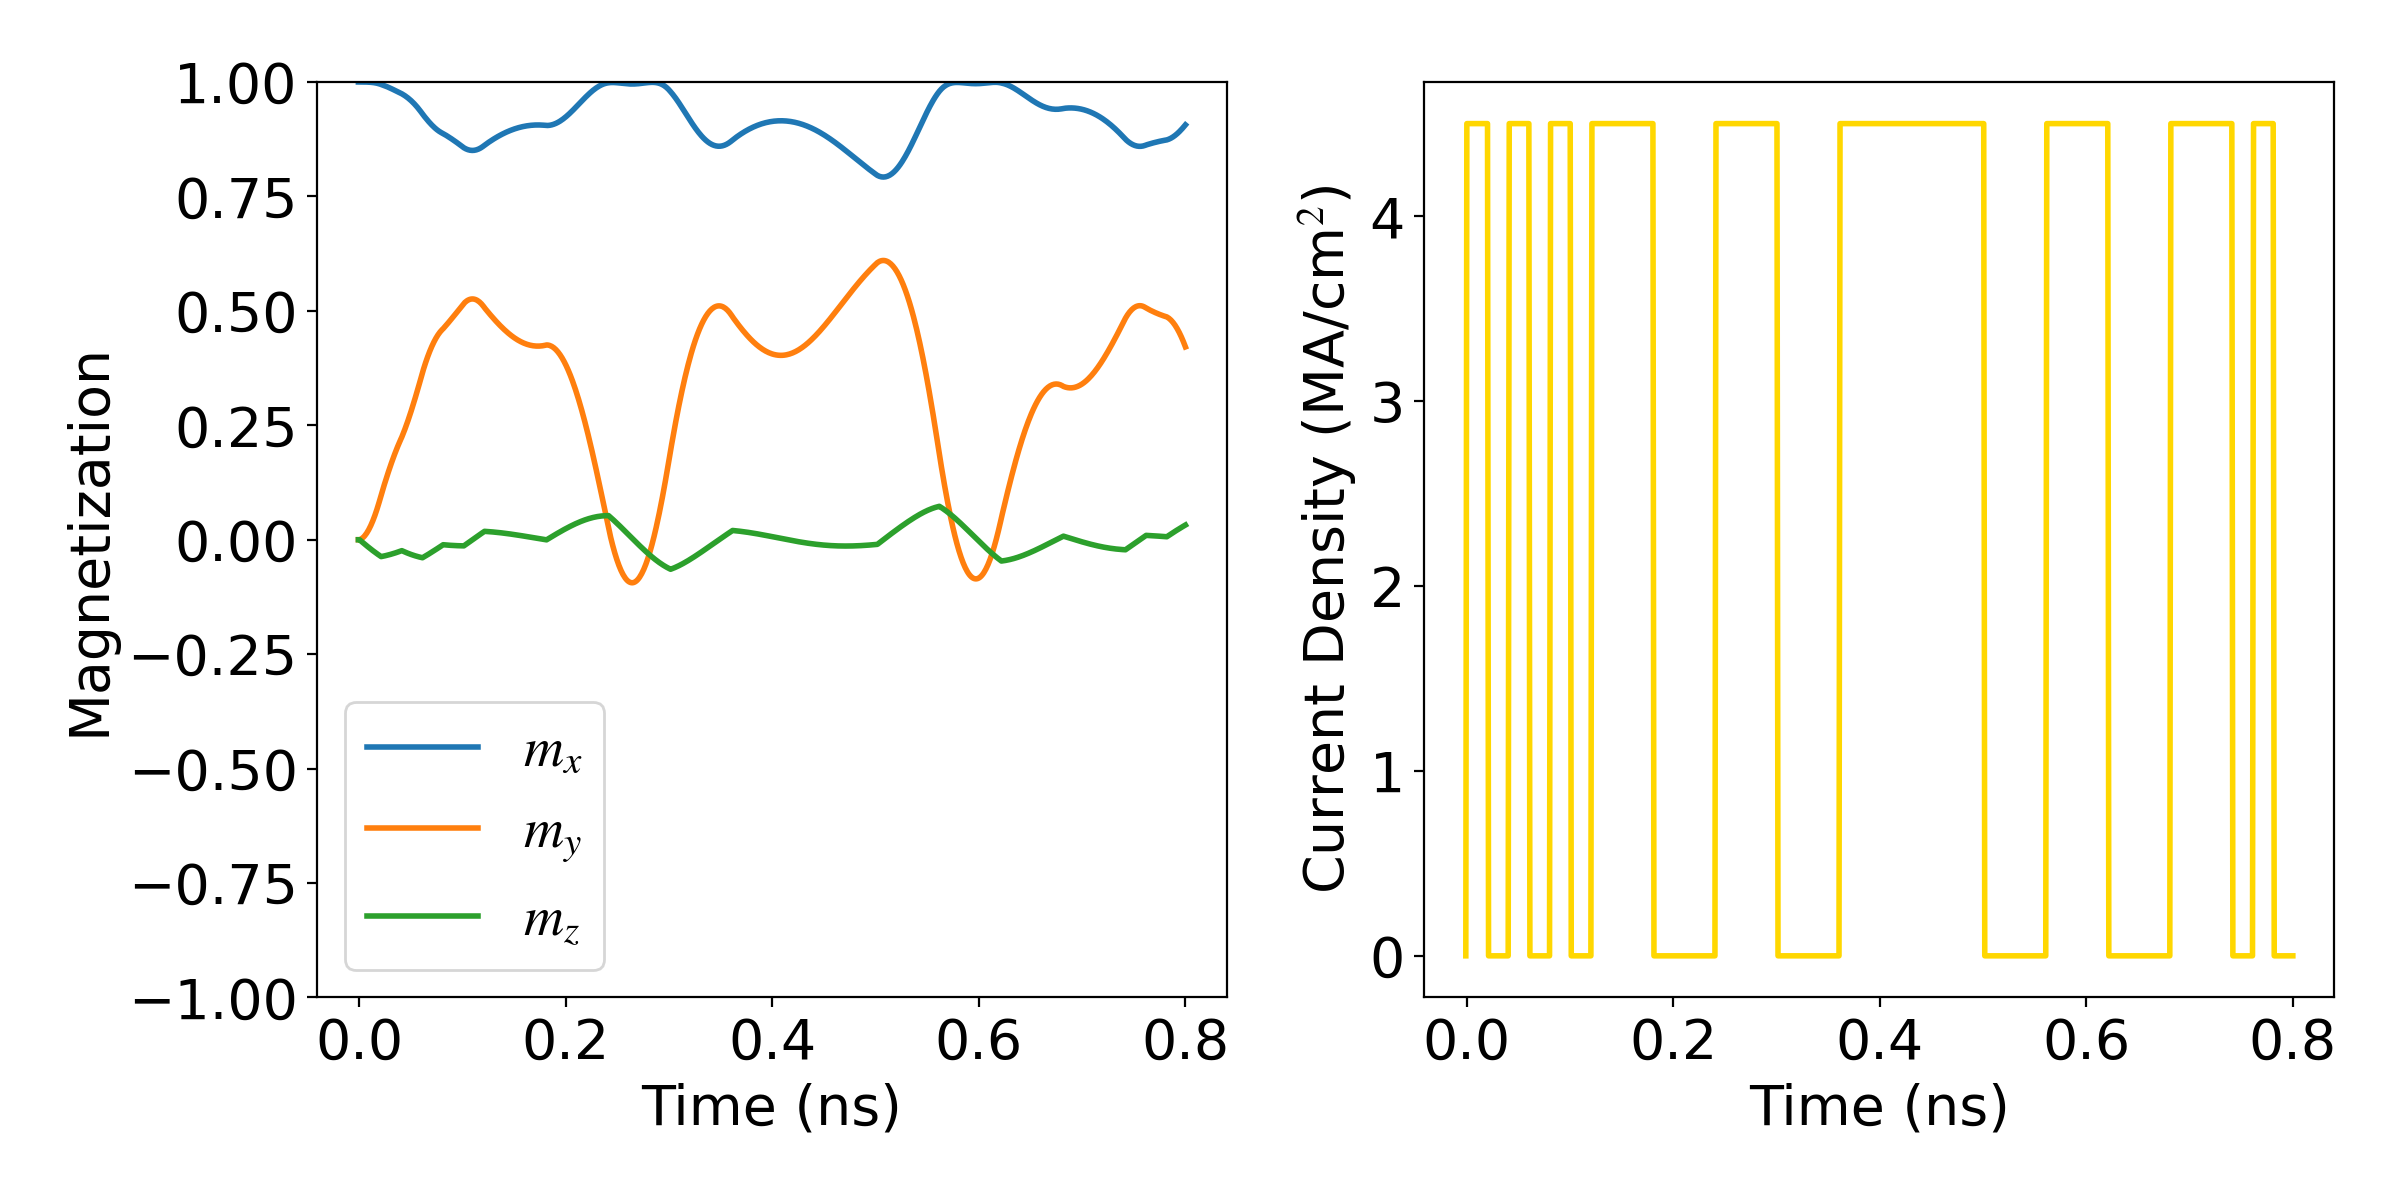 1.00
0.75
0.50
0.25
0.00
−0.25
−0.50
−0.75
−1.00
Magnetization
m_x
m_y
m_z
0.0 0.2 0.4 0.6 0.8
Time (ns)
4
3
2
1
0
Current Density (MA/cm²)
0.0 0.2 0.4 0.6 0.8
Time (ns)